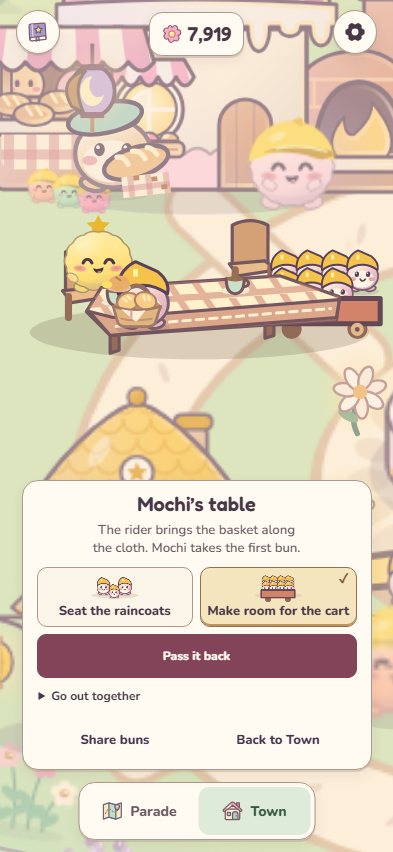 7,919
Mochi’s table
The rider brings the basket along
the cloth. Mochi takes the first bun.
Seat the raincoats
Make room for the cart
Pass it back
Go out together
Share buns
Back to Town
Parade
Town